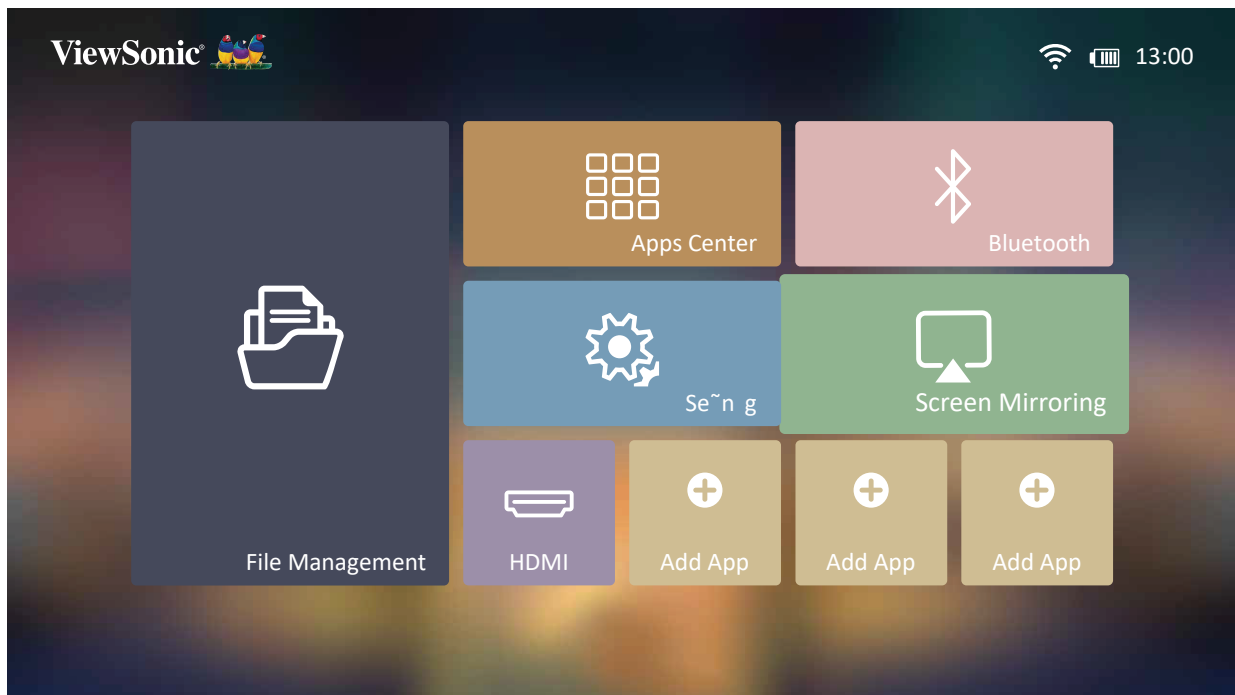 ViewSonic®
13:00
Apps Center
Bluetooth
Se˜n g
Screen Mirroring
File Management
HDMI
Add App
Add App
Add App